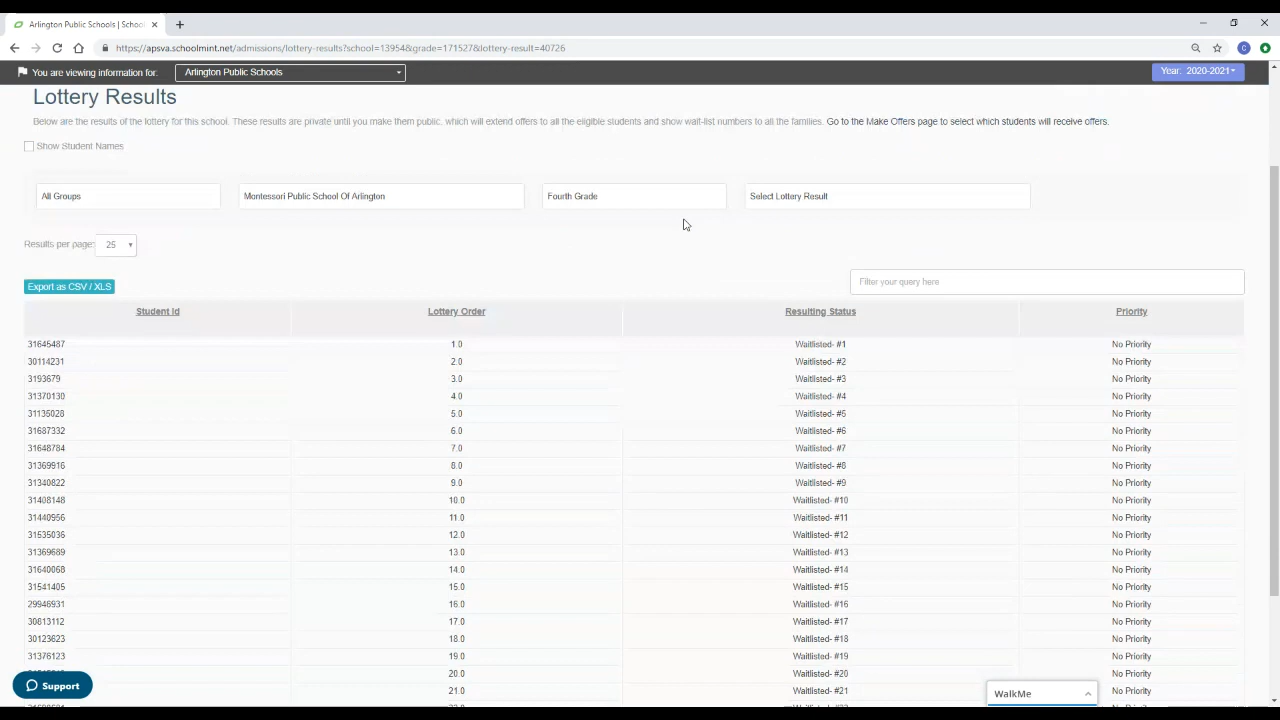 Arlington Public Schools | School
https://apsva.schoolmint.net/admissions/lottery-results?school=13954&grade=171527&lottery-result=40726
You are viewing information for: Arlington Public Schools Year: 2020-2021
Lottery Results
Below are the results of the lottery for this school. These results are private until you make them public, which will extend offers to all the eligible students and show wait-list numbers to all the families. Go to the Make Offers page to select which students will receive offers.
Show Student Names
All Groups Montessori Public School Of Arlington Fourth Grade Select Lottery Result
Results per page: 25
Export as CSV / XLS Filter your query here
Student Id Lottery Order Resulting Status Priority
31645487 1.0 Waitlisted- #1 No Priority
30114231 2.0 Waitlisted- #2 No Priority
3193679 3.0 Waitlisted- #3 No Priority
31370130 4.0 Waitlisted- #4 No Priority
31135028 5.0 Waitlisted- #5 No Priority
31687332 6.0 Waitlisted- #6 No Priority
31648784 7.0 Waitlisted- #7 No Priority
31369916 8.0 Waitlisted- #8 No Priority
31340822 9.0 Waitlisted- #9 No Priority
31408148 10.0 Waitlisted- #10 No Priority
31440956 11.0 Waitlisted- #11 No Priority
31535036 12.0 Waitlisted- #12 No Priority
31369689 13.0 Waitlisted- #13 No Priority
31640068 14.0 Waitlisted- #14 No Priority
31541405 15.0 Waitlisted- #15 No Priority
29946931 16.0 Waitlisted- #16 No Priority
30813112 17.0 Waitlisted- #17 No Priority
30123623 18.0 Waitlisted- #18 No Priority
31376123 19.0 Waitlisted- #19 No Priority
20.0 Waitlisted- #20 No Priority
Support
21.0 Waitlisted- #21 No Priority
WalkMe